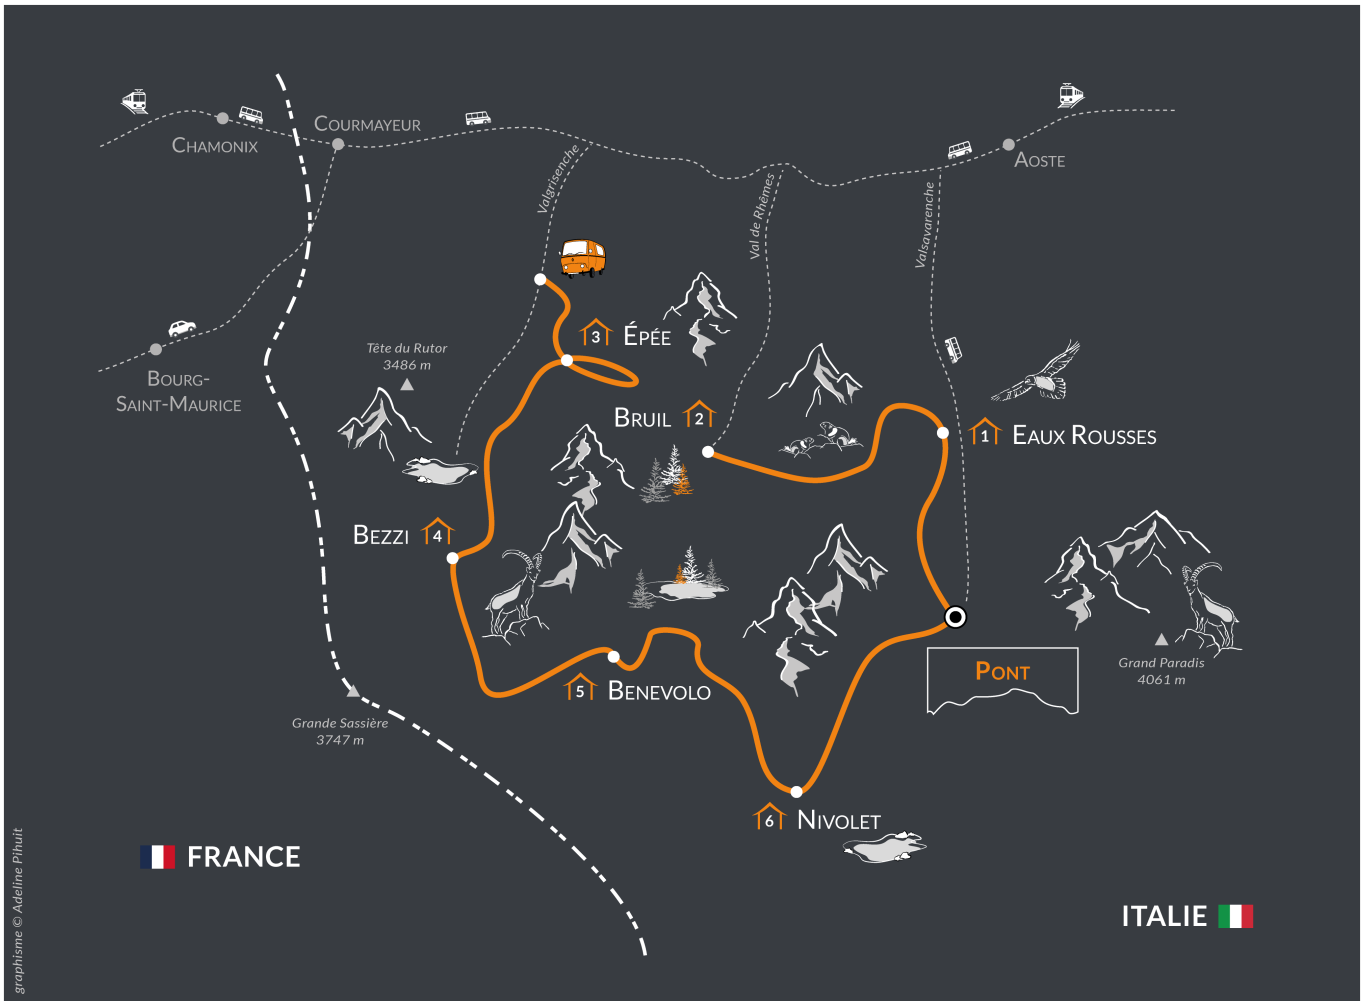 CHAMONIX
COURMAYEUR
AOSTE
Valgrisenche
Val de Rhêmes
Valsavarenche
BOURG-
SAINT-MAURICE
Tête du Rutor
3486 m
3 ÉPÉE
BRUIL 2
1 EAUX ROUSSES
BEZZI 4
5 BENEVOLO
PONT
Grand Paradis
4061 m
Grande Sassière
3747 m
6 NIVOLET
FRANCE
ITALIE
graphisme © Adeline Pihuit